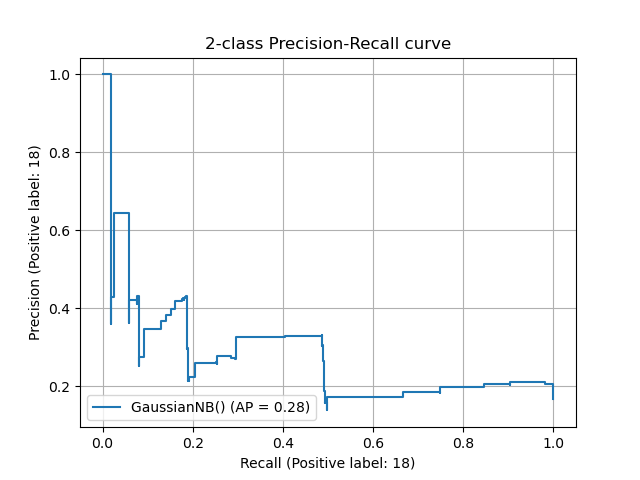 2-class Precision-Recall curve
Precision (Positive label: 18)
1.0
0.8
0.6
0.4
0.2
GaussianNB() (AP = 0.28)
0.0 0.2 0.4 0.6 0.8 1.0
Recall (Positive label: 18)